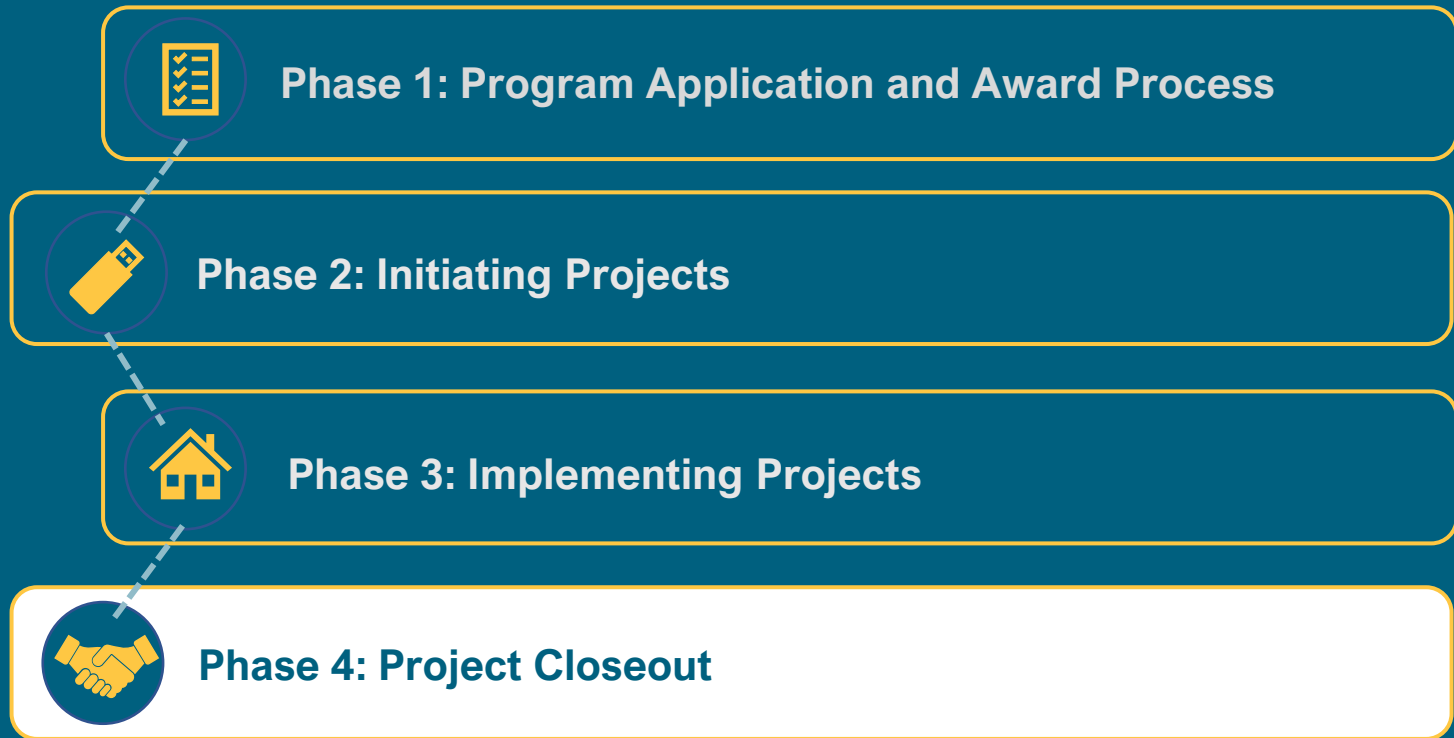 Phase 1: Program Application and Award Process
Phase 2: Initiating Projects
Phase 3: Implementing Projects
Phase 4: Project Closeout